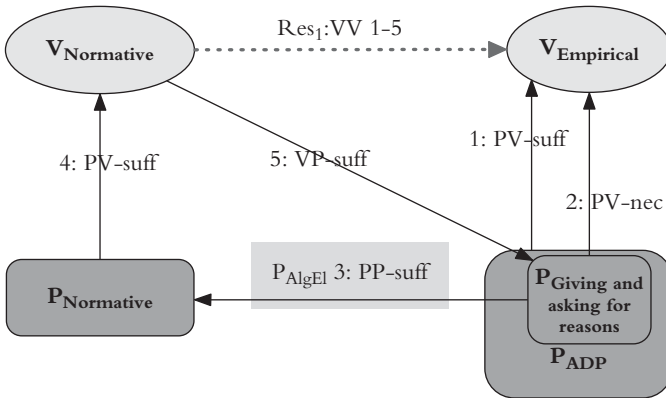 Res1:VV 1-5
VNormative
VEmpirical
1: PV-suff
4: PV-suff
5: VP-suff
2: PV-nec
PAlgEl 3: PP-suff
PNormative
PGiving and
asking for
reasons
PADP